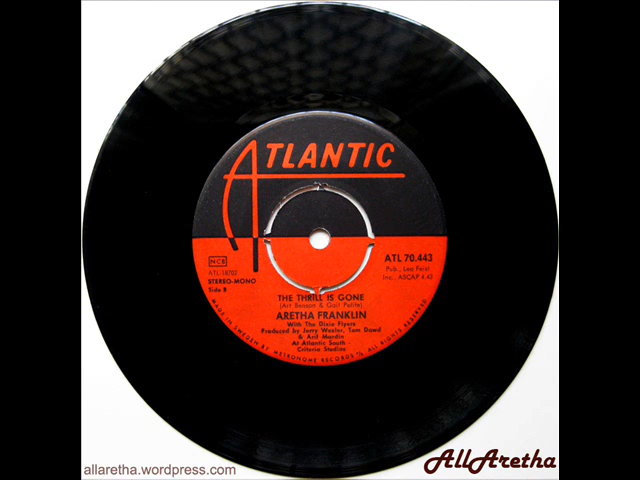 ATLANTIC
NCB
ATL-18702
STEREO-MONO
Side B
ATL 70.443
Pub., Leo Feist
Inc., ASCAP 4.43
THE THRILL IS GONE
(Art Benson & Gail Petite)
ARETHA FRANKLIN
With The Dixie Flyers
Produced by Jerry Wexler, Tom Dowd
& Arif Mardin
At Atlantic South
Criteria Studios
MADE IN SWEDEN BY METRONOME RECORDS A/S ALL RIGHTS RESERVED
allaretha.wordpress.com
AllAretha